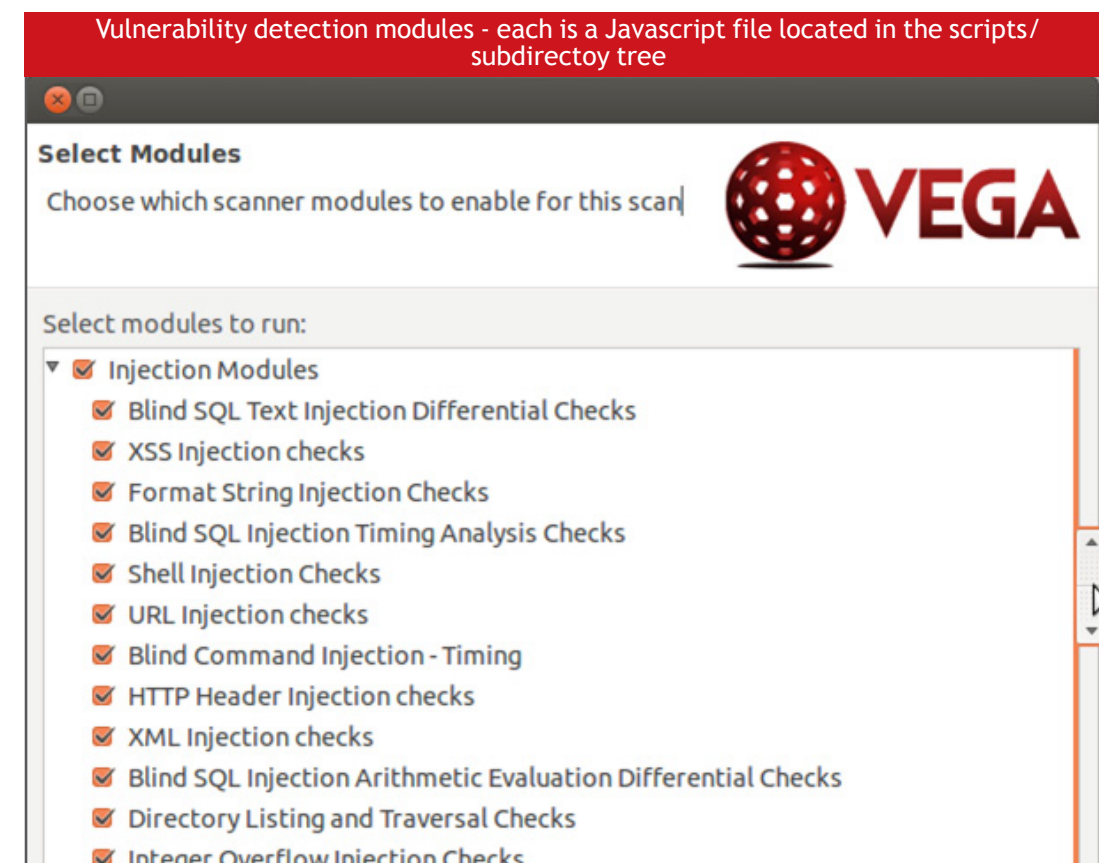 Vulnerability detection modules - each is a Javascript file located in the scripts/
subdirectoy tree
Select Modules
Choose which scanner modules to enable for this scan
VEGA
Select modules to run:
Injection Modules
Blind SQL Text Injection Differential Checks
XSS Injection checks
Format String Injection Checks
Blind SQL Injection Timing Analysis Checks
Shell Injection Checks
URL Injection checks
Blind Command Injection - Timing
HTTP Header Injection checks
XML Injection checks
Blind SQL Injection Arithmetic Evaluation Differential Checks
Directory Listing and Traversal Checks
Integer Overflow Injection Checks